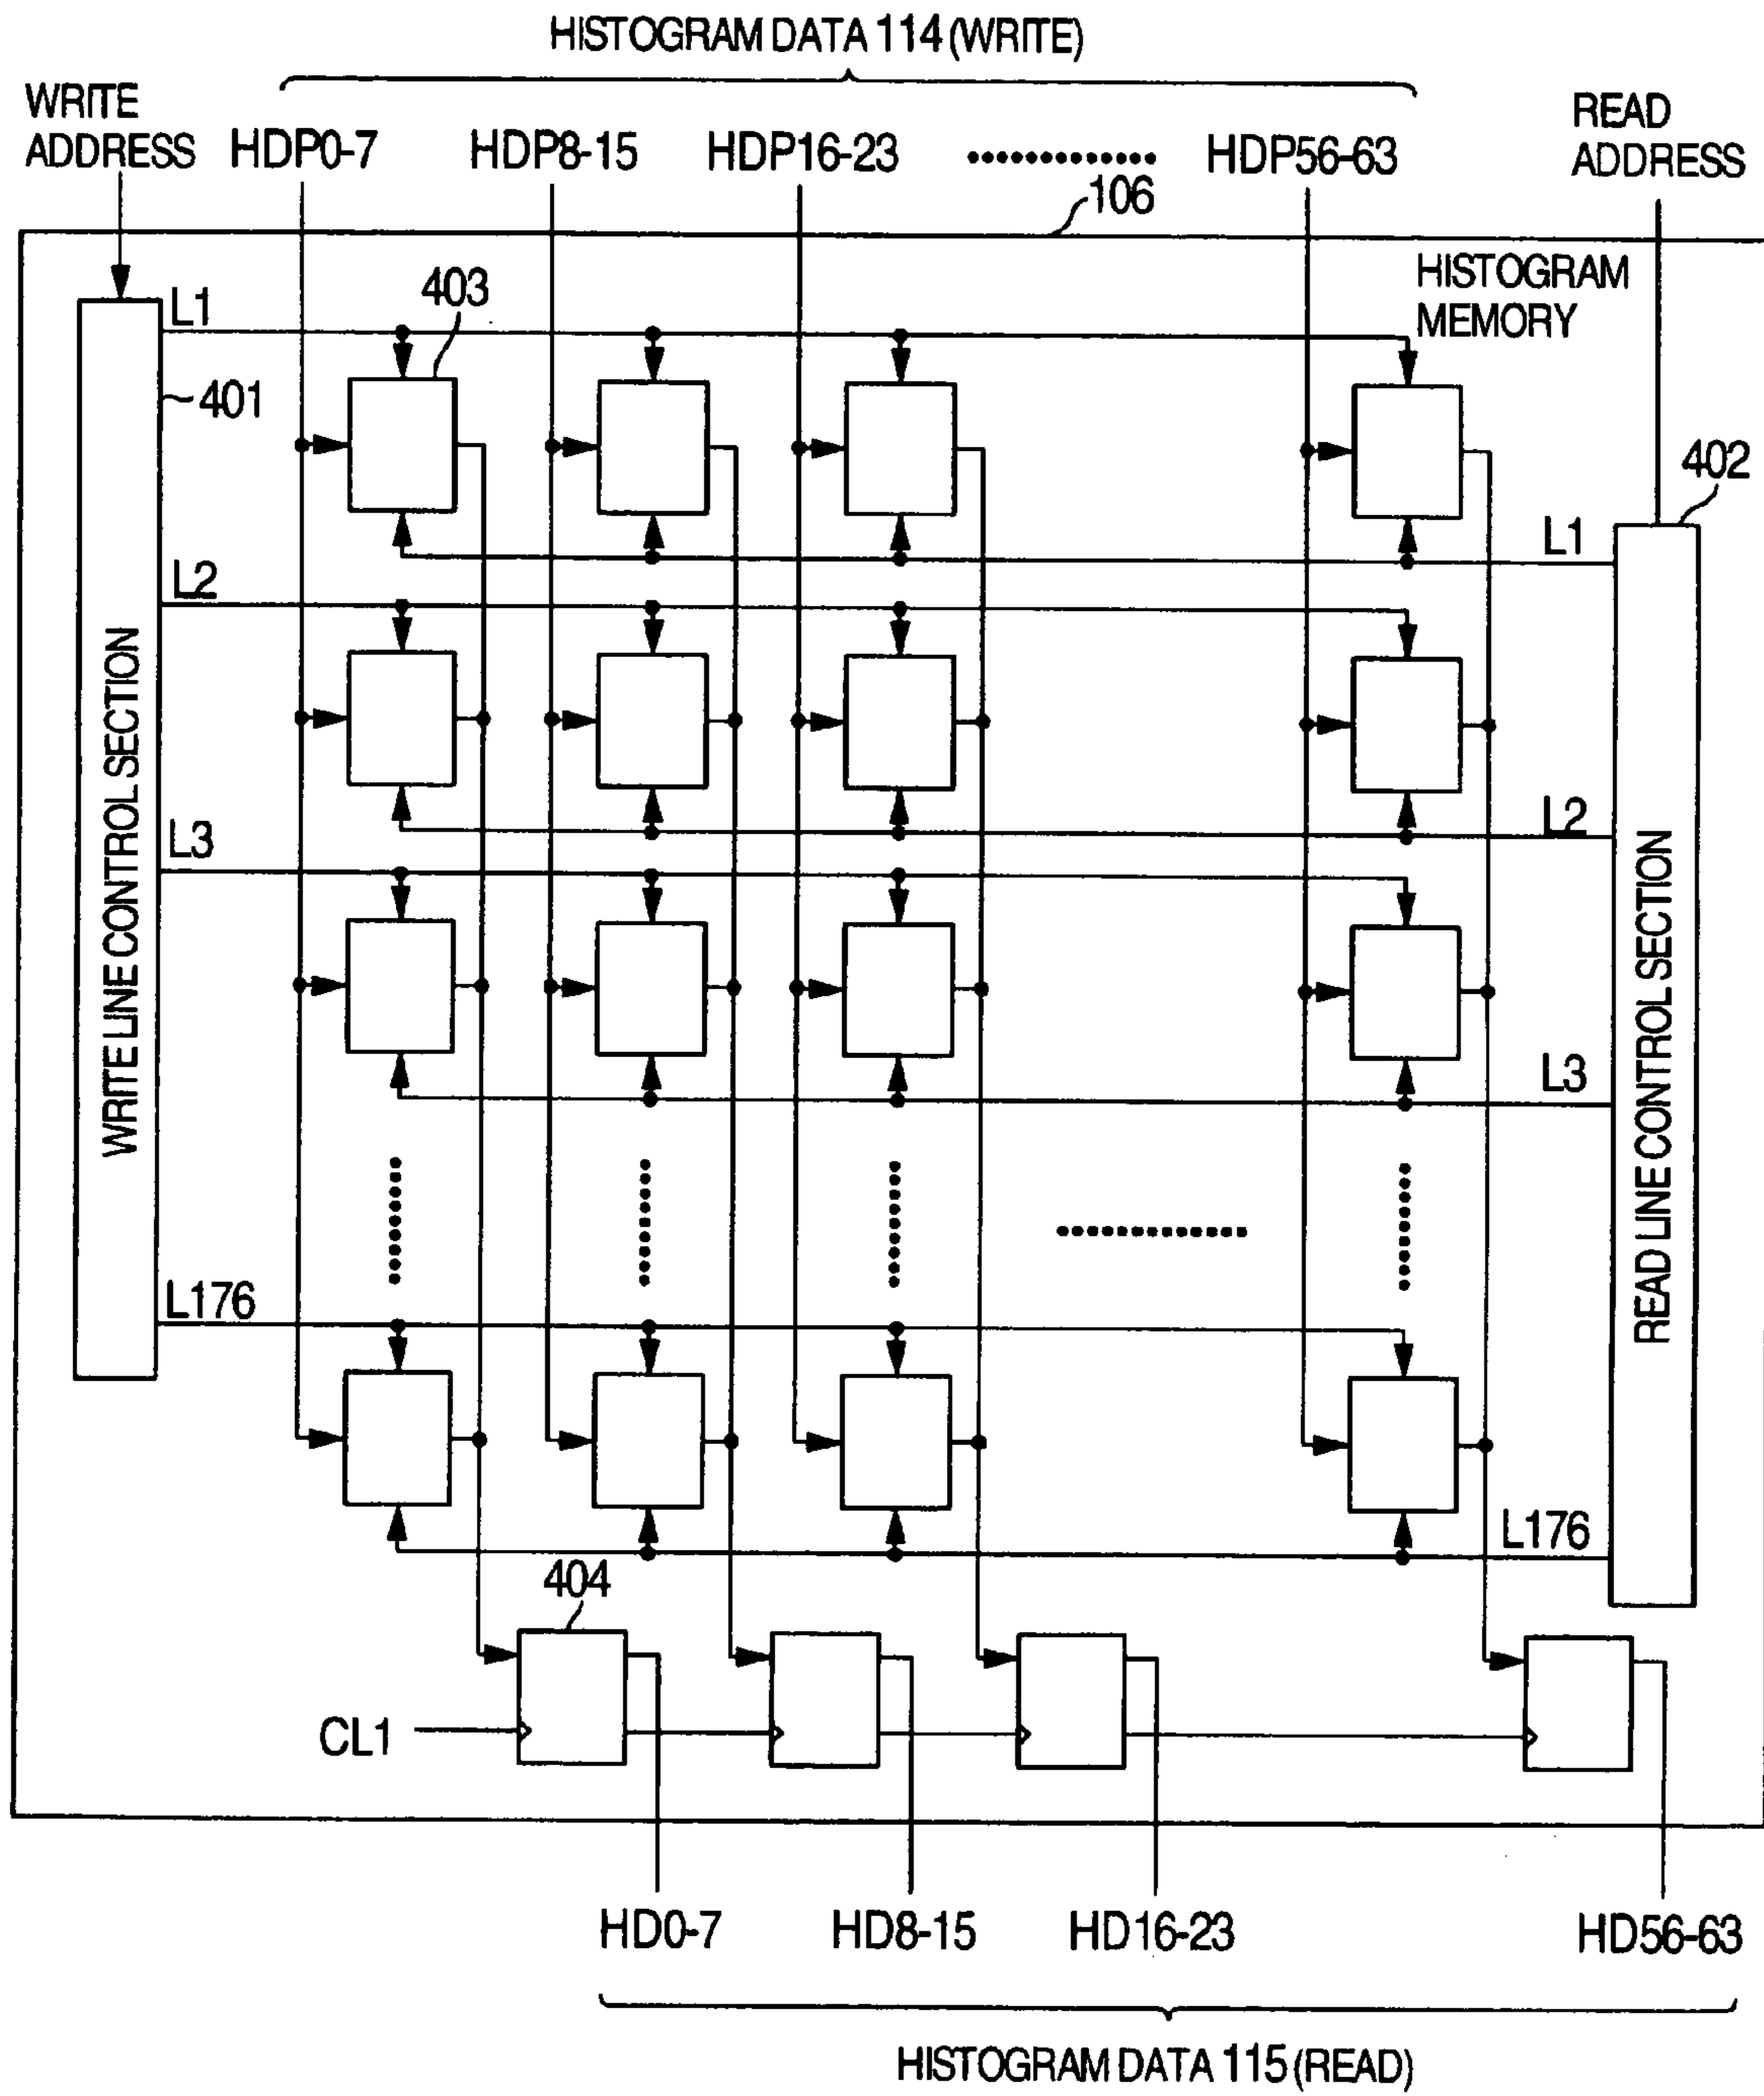 HISTOGRAM DATA 114 (WRITE)
WRITE
ADDRESS
HDP0-7
HDP8-15
HDP16-23
HDP56-63
READ
ADDRESS
106
HISTOGRAM
MEMORY
L1
403
401
402
L1
L2
L2
L3
L3
WRITE LINE CONTROL SECTION
READ LINE CONTROL SECTION
L176
L176
404
CL1
HD0-7
HD8-15
HD16-23
HD56-63
HISTOGRAM DATA 115 (READ)